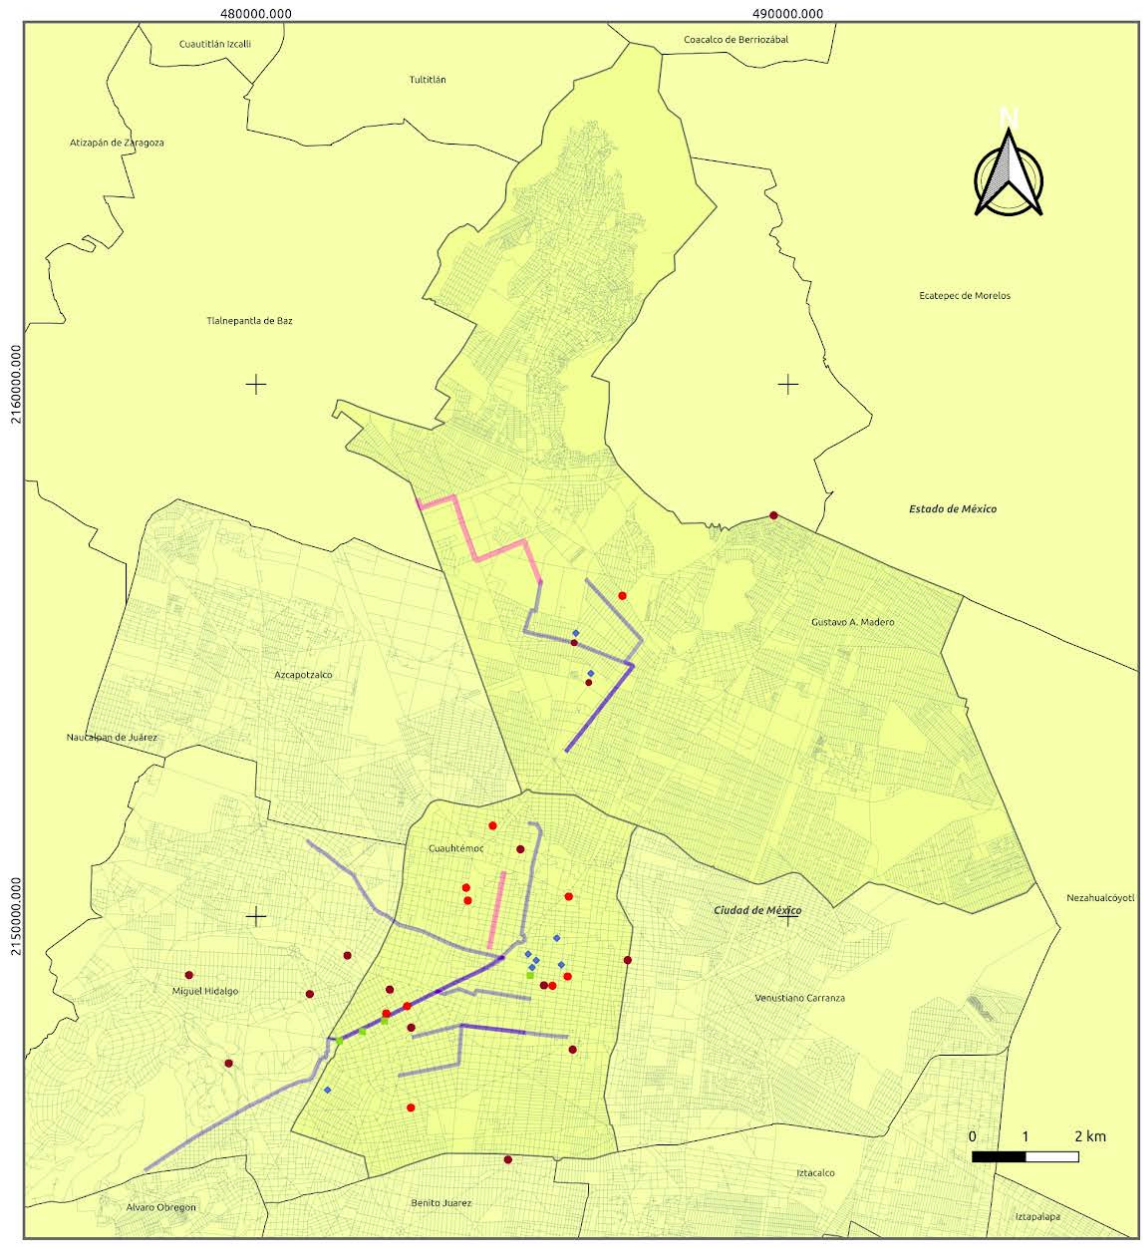 480000.000
490000.000
Cuautitlán Izcalli
Coacalco de Berriozábal
Tultitlán
N
Atizapán de Zaragoza
Ecatepec de Morelos
Tlalnepantla de Baz
2160000.000
Estado de México
Gustavo A. Madero
Azcapotzalco
Naucalpan de Juárez
Cuauhtémoc
Nezahualcóyotl
Ciudad de México
2150000.000
Miguel Hidalgo
Venustiano Carranza
0 1 2 km
Iztacalco
Benito Juarez
Alvaro Obregon
Iztapalapa